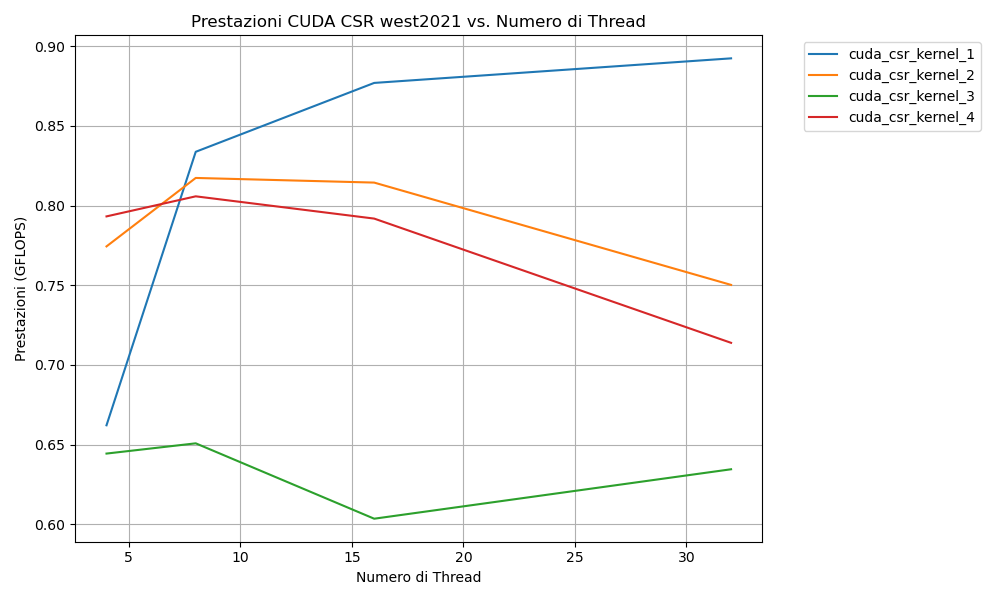 Prestazioni CUDA CSR west2021 vs. Numero di Thread
Prestazioni (GFLOPS)
0.90
0.85
0.80
0.75
0.70
0.65
0.60
5 10 15 20 25 30
Numero di Thread
cuda_csr_kernel_1
cuda_csr_kernel_2
cuda_csr_kernel_3
cuda_csr_kernel_4